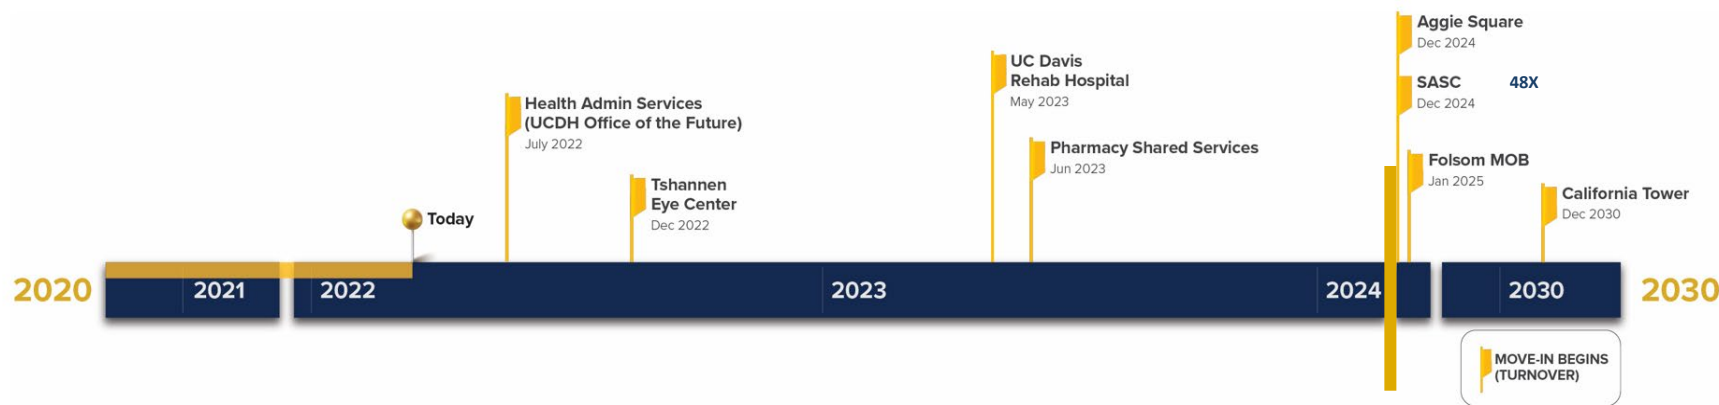 Aggie Square
Dec 2024
UC Davis
Rehab Hospital
May 2023
SASC 48X
Dec 2024
Health Admin Services
(UCDH Office of the Future)
July 2022
Pharmacy Shared Services
Jun 2023
Folsom MOB
Jan 2025
Tshannen
Eye Center
Dec 2022
California Tower
Dec 2030
Today
2020 2021 2022 2023 2024 2030 2030
MOVE-IN BEGINS
(TURNOVER)